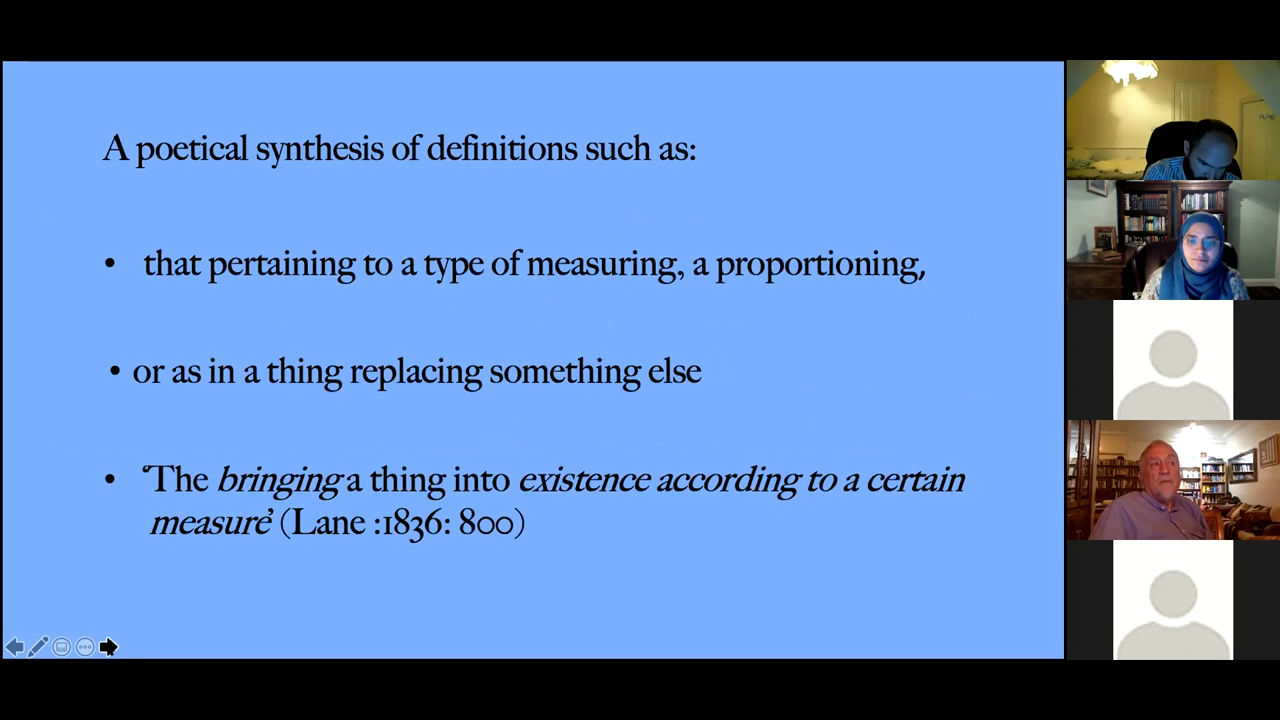 A poetical synthesis of definitions such as:
• that pertaining to a type of measuring, a proportioning,
• or as in a thing replacing something else
• ‘The bringing a thing into existence according to a certain
measure’ (Lane :1836: 800)